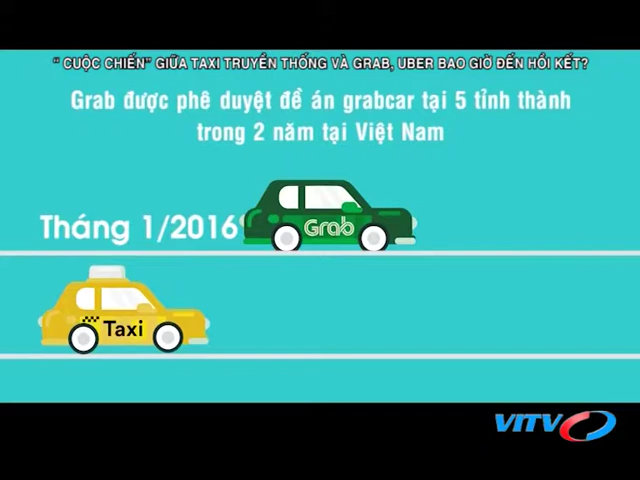 “ CUỘC CHIẾN” GIỮA TAXI TRUYỀN THỐNG VÀ GRAB, UBER BAO GIỜ ĐẾN HỒI KẾT?
Grab được phê duyệt đề án grabcar tại 5 tỉnh thành
trong 2 năm tại Việt Nam
Tháng 1/2016
Grab
Taxi
VITV